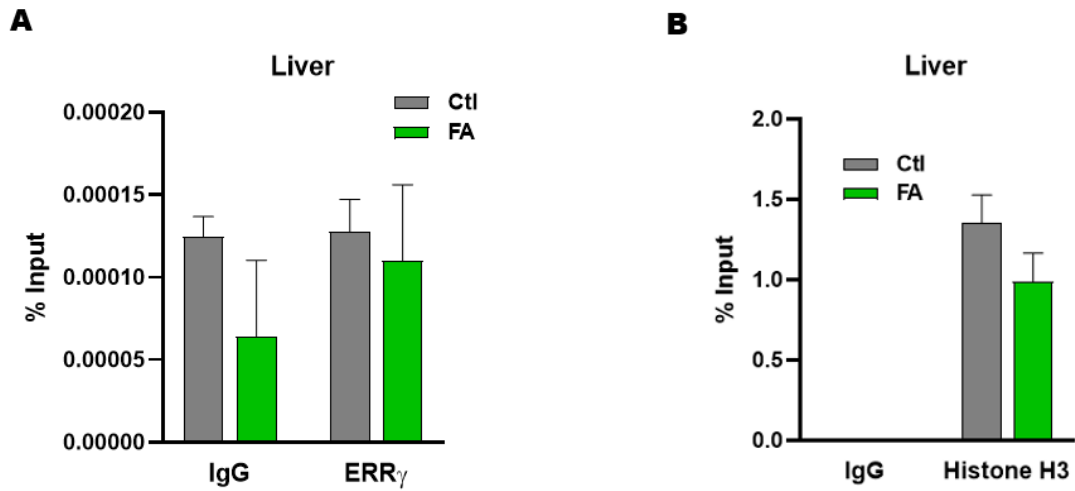 A
Liver
Ctl
FA
0.00020
0.00015
0.00010
0.00005
0.00000
% Input
IgG
ERRγ
B
Liver
Ctl
FA
2.0
1.5
1.0
0.5
0.0
% Input
IgG
Histone H3